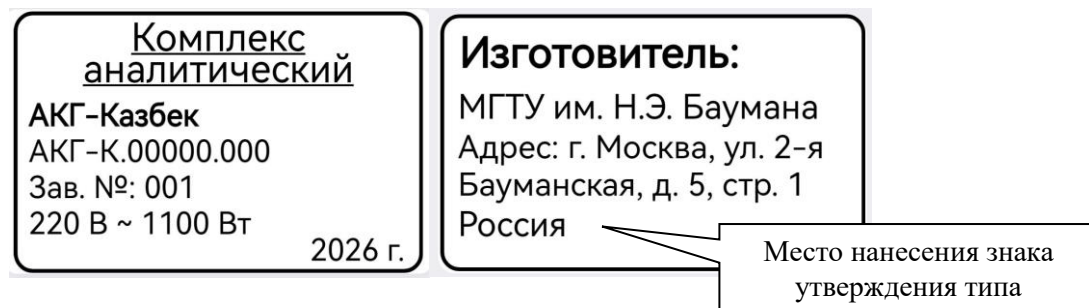 Комплекс
аналитический
АКГ-Казбек
АКГ-К.00000.000
Зав. №: 001
220 В ~ 1100 Вт
2026 г.
Изготовитель:
МГТУ им. Н.Э. Баумана
Адрес: г. Москва, ул. 2-я
Бауманская, д. 5, стр. 1
Россия
Место нанесения знака
утверждения типа